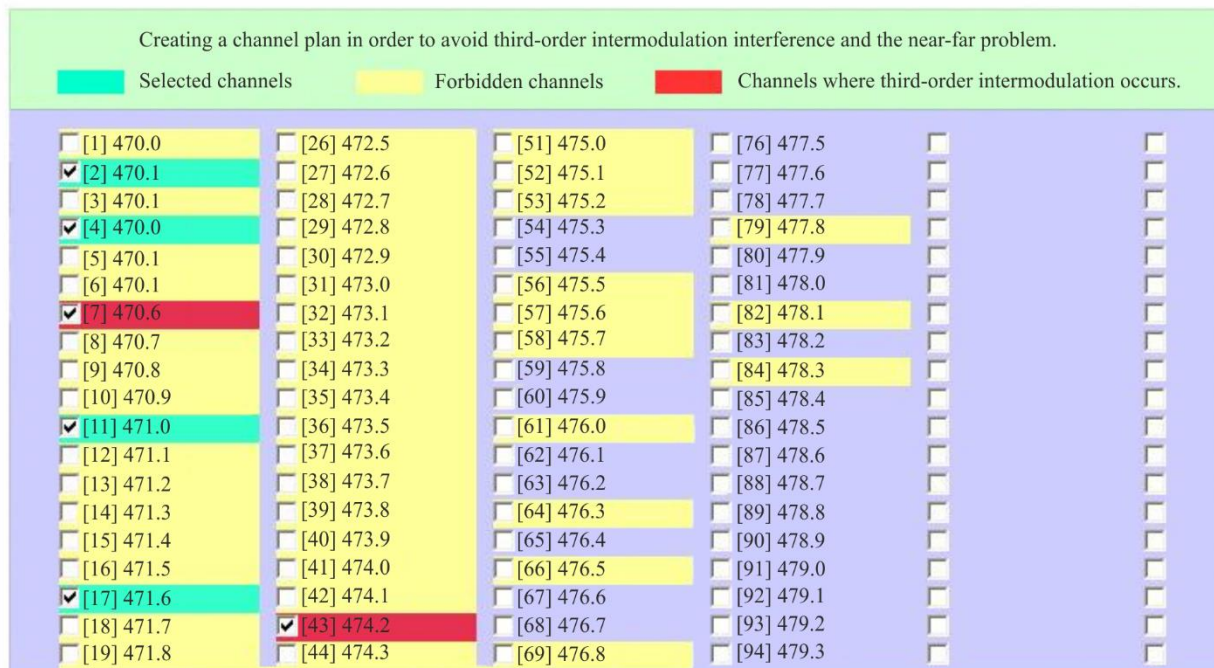 Creating a channel plan in order to avoid third-order intermodulation interference and the near-far problem.
Selected channels Forbidden channels Channels where third-order intermodulation occurs.
[1] 470.0 [26] 472.5 [51] 475.0 [76] 477.5
[2] 470.1 [27] 472.6 [52] 475.1 [77] 477.6
[3] 470.1 [28] 472.7 [53] 475.2 [78] 477.7
[4] 470.0 [29] 472.8 [54] 475.3 [79] 477.8
[5] 470.1 [30] 472.9 [55] 475.4 [80] 477.9
[6] 470.1 [31] 473.0 [56] 475.5 [81] 478.0
[7] 470.6 [32] 473.1 [57] 475.6 [82] 478.1
[8] 470.7 [33] 473.2 [58] 475.7 [83] 478.2
[9] 470.8 [34] 473.3 [59] 475.8 [84] 478.3
[10] 470.9 [35] 473.4 [60] 475.9 [85] 478.4
[11] 471.0 [36] 473.5 [61] 476.0 [86] 478.5
[12] 471.1 [37] 473.6 [62] 476.1 [87] 478.6
[13] 471.2 [38] 473.7 [63] 476.2 [88] 478.7
[14] 471.3 [39] 473.8 [64] 476.3 [89] 478.8
[15] 471.4 [40] 473.9 [65] 476.4 [90] 478.9
[16] 471.5 [41] 474.0 [66] 476.5 [91] 479.0
[17] 471.6 [42] 474.1 [67] 476.6 [92] 479.1
[18] 471.7 [43] 474.2 [68] 476.7 [93] 479.2
[19] 471.8 [44] 474.3 [69] 476.8 [94] 479.3